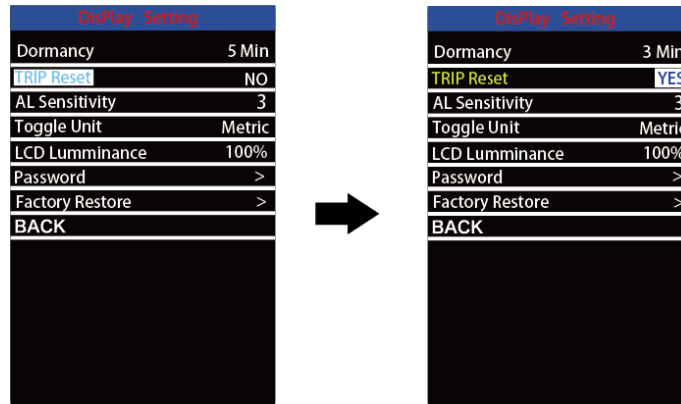 DisPlay Setting
Dormancy 5 Min
TRIP Reset NO
AL Sensitivity 3
Toggle Unit Metric
LCD Lumminance 100%
Password >
Factory Restore >
BACK
DisPlay Setting
Dormancy 3 Min
TRIP Reset YES
AL Sensitivity 3
Toggle Unit Metric
LCD Lumminance 100%
Password >
Factory Restore >
BACK